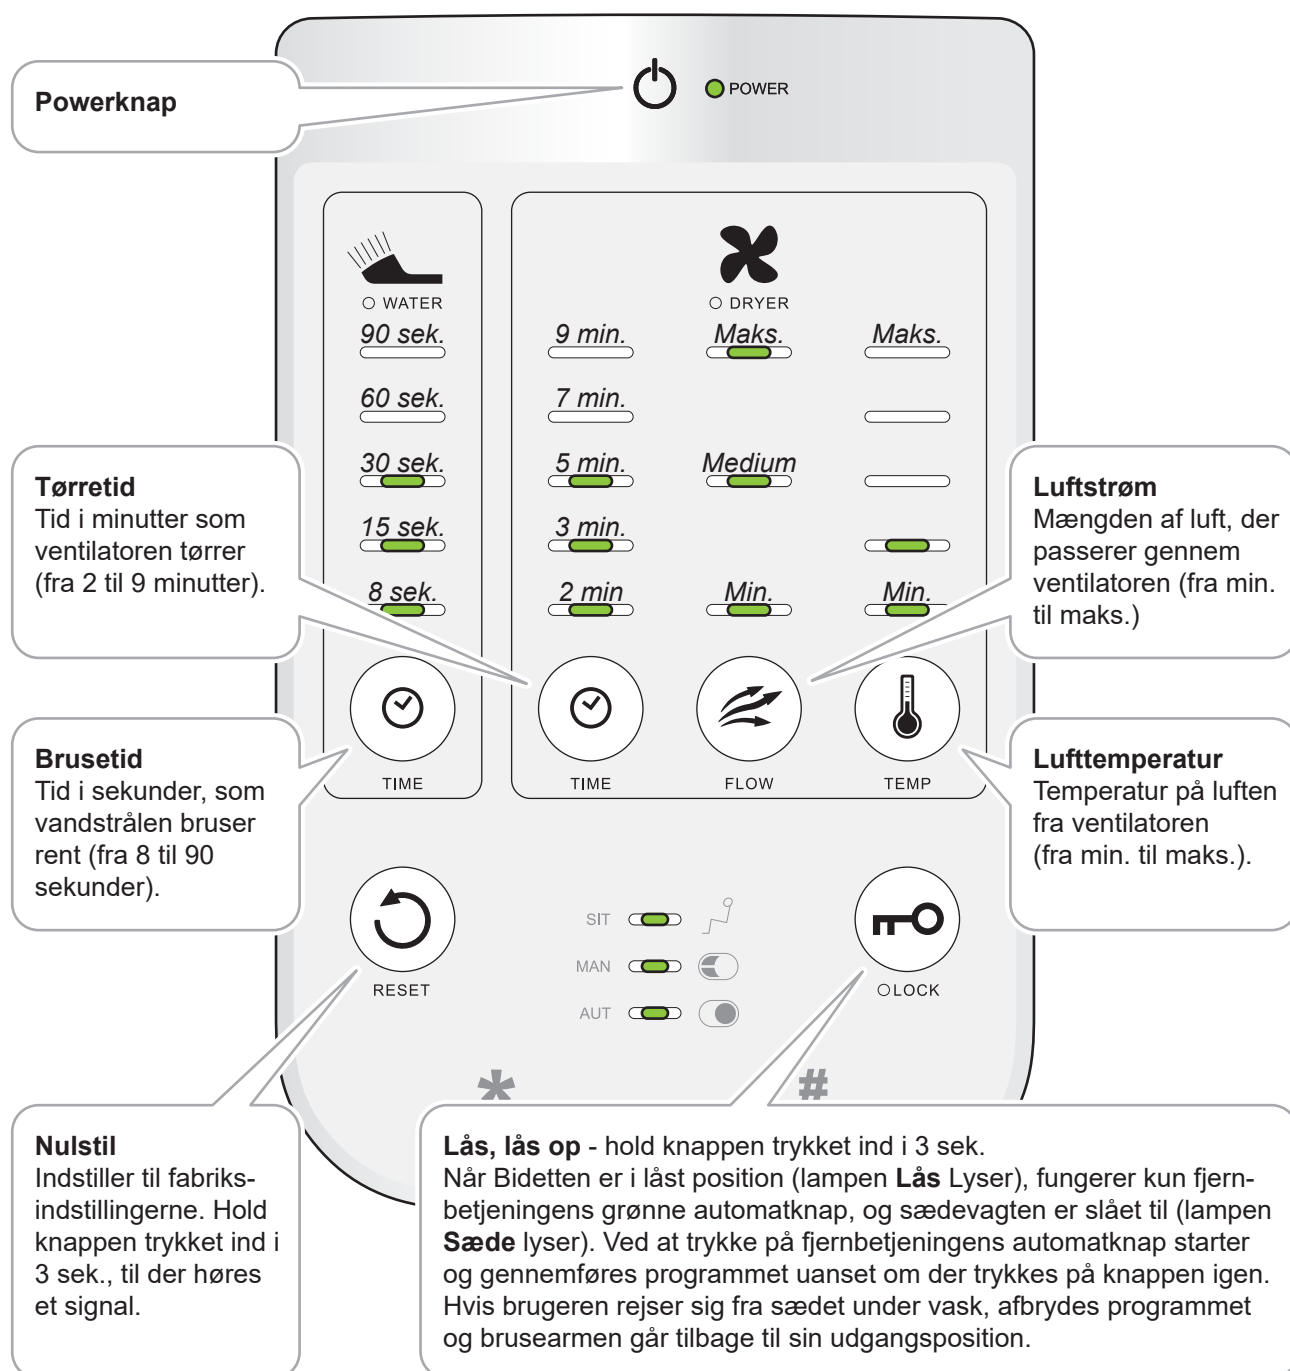 Powerknap
POWER
WATER
DRYER
90 sek.
9 min.
Maks.
Maks.
60 sek.
7 min.
30 sek.
5 min.
Medium
15 sek.
3 min.
8 sek.
2 min
Min.
Min.
Tørretid
Tid i minutter som
ventilatoren tørrer
(fra 2 til 9 minutter).
Luftstrøm
Mængden af luft, der
passerer gennem
ventilatoren (fra min.
til maks.)
TIME
TIME
FLOW
TEMP
Brusetid
Tid i sekunder, som
vandstrålen bruser
rent (fra 8 til 90
sekunder).
Lufttemperatur
Temperatur på luften
fra ventilatoren
(fra min. til maks.).
RESET
SIT
MAN
AUT
LOCK
*
#
Nulstil
Indstiller til fabriks-
indstillingerne. Hold
knappen trykket ind i
3 sek., til der høres
et signal.
Lås, lås op - hold knappen trykket ind i 3 sek.
Når Bidetten er i låst position (lampen Lås Lyser), fungerer kun fjern-
betjeningens grønne automatknap, og sædevagten er slået til (lampen
Sæde lyser). Ved at trykke på fjernbetjeningens automatknap starter
og gennemføres programmet uanset om der trykkes på knappen igen.
Hvis brugeren rejser sig fra sædet under vask, afbrydes programmet
og brusearmen går tilbage til sin udgangsposition.